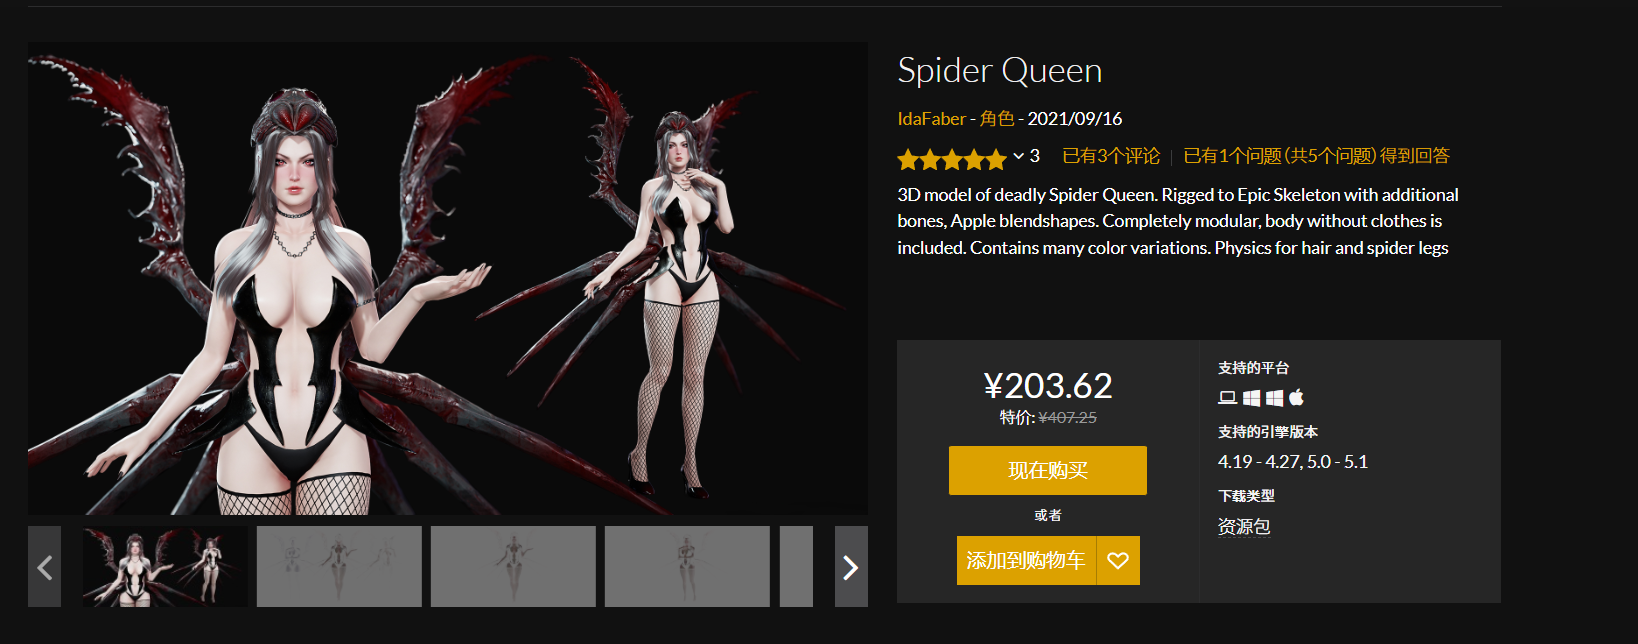 Spider Queen
IdaFaber - 角色 - 2021/09/16
3 已有3个评论 | 已有1个问题 (共5个问题) 得到回答
3D model of deadly Spider Queen. Rigged to Epic Skeleton with additional
bones, Apple blendshapes. Completely modular, body without clothes is
included. Contains many color variations. Physics for hair and spider legs
¥203.62
特价: ¥407.25
现在购买
或者
添加到购物车
支持的平台
支持的引擎版本
4.19 - 4.27, 5.0 - 5.1
下载类型
资源包